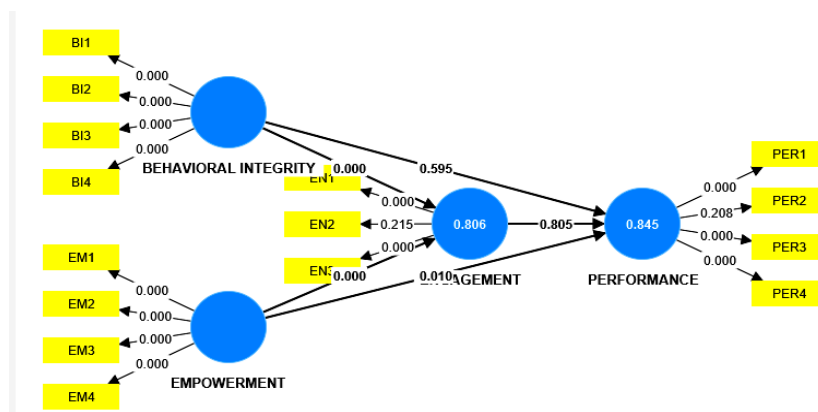 BI1
0.000
BI2
0.000
BI3
0.000
BI4
0.000
BEHAVIORAL INTEGRITY
0.000
0.595
EN1
0.000
EN2
0.215
EN3
0.000
0.806
0.805
0.845
PER1
0.000
PER2
0.208
PER3
0.000
PER4
0.000
PERFORMANCE
EM1
0.000
EM2
0.000
EM3
0.000
EM4
0.000
0.000
0.010
EMPOWERMENT